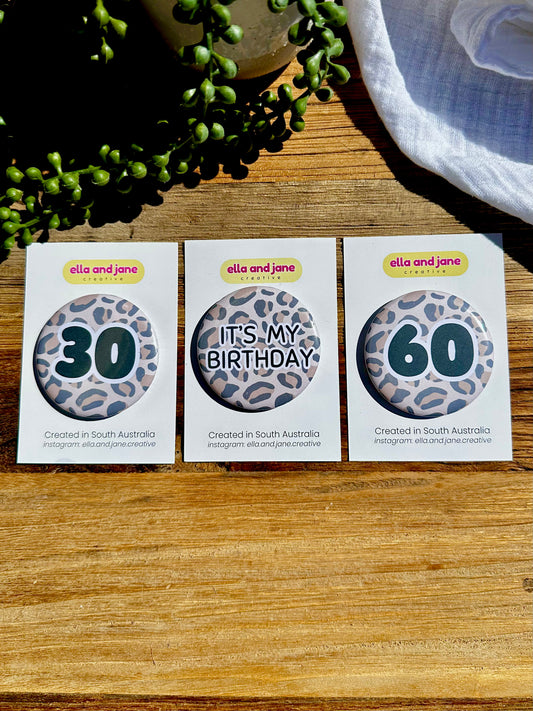 ella and jane
creative
30
Created in South Australia
instagram: ella.and.jane.creative
ella and jane
creative
IT'S MY
BIRTHDAY
Created in South Australia
instagram: ella.and.jane.creative
ella and jane
creative
60
Created in South Australia
instagram: ella.and.jane.creative